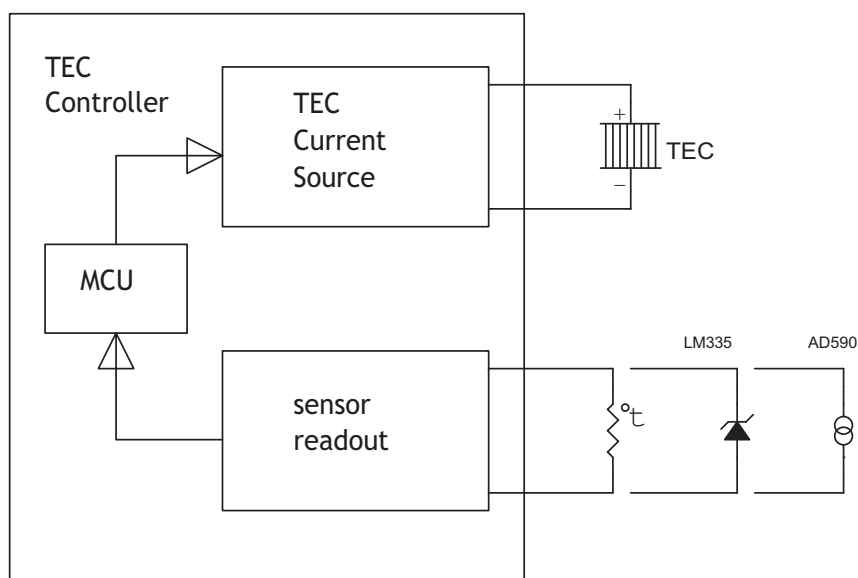 TEC
Controller
TEC
Current
Source
+
TEC
−
MCU
LM335
AD590
sensor
readout
°t